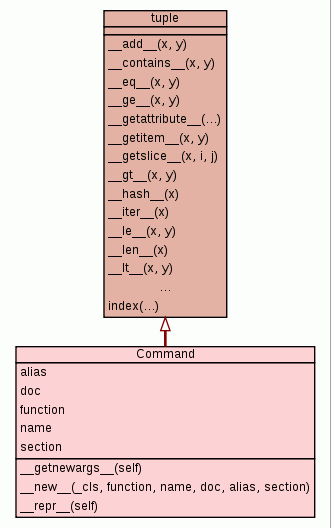 tuple
__add__(x, y)
__contains__(x, y)
__eq__(x, y)
__ge__(x, y)
__getattribute__(...)
__getitem__(x, y)
__getslice__(x, i, j)
__gt__(x, y)
__hash__(x)
__iter__(x)
__le__(x, y)
__len__(x)
__lt__(x, y)
...
index(...)
Command
alias
doc
function
name
section
__getnewargs__(self)
__new__(_cls, function, name, doc, alias, section)
__repr__(self)